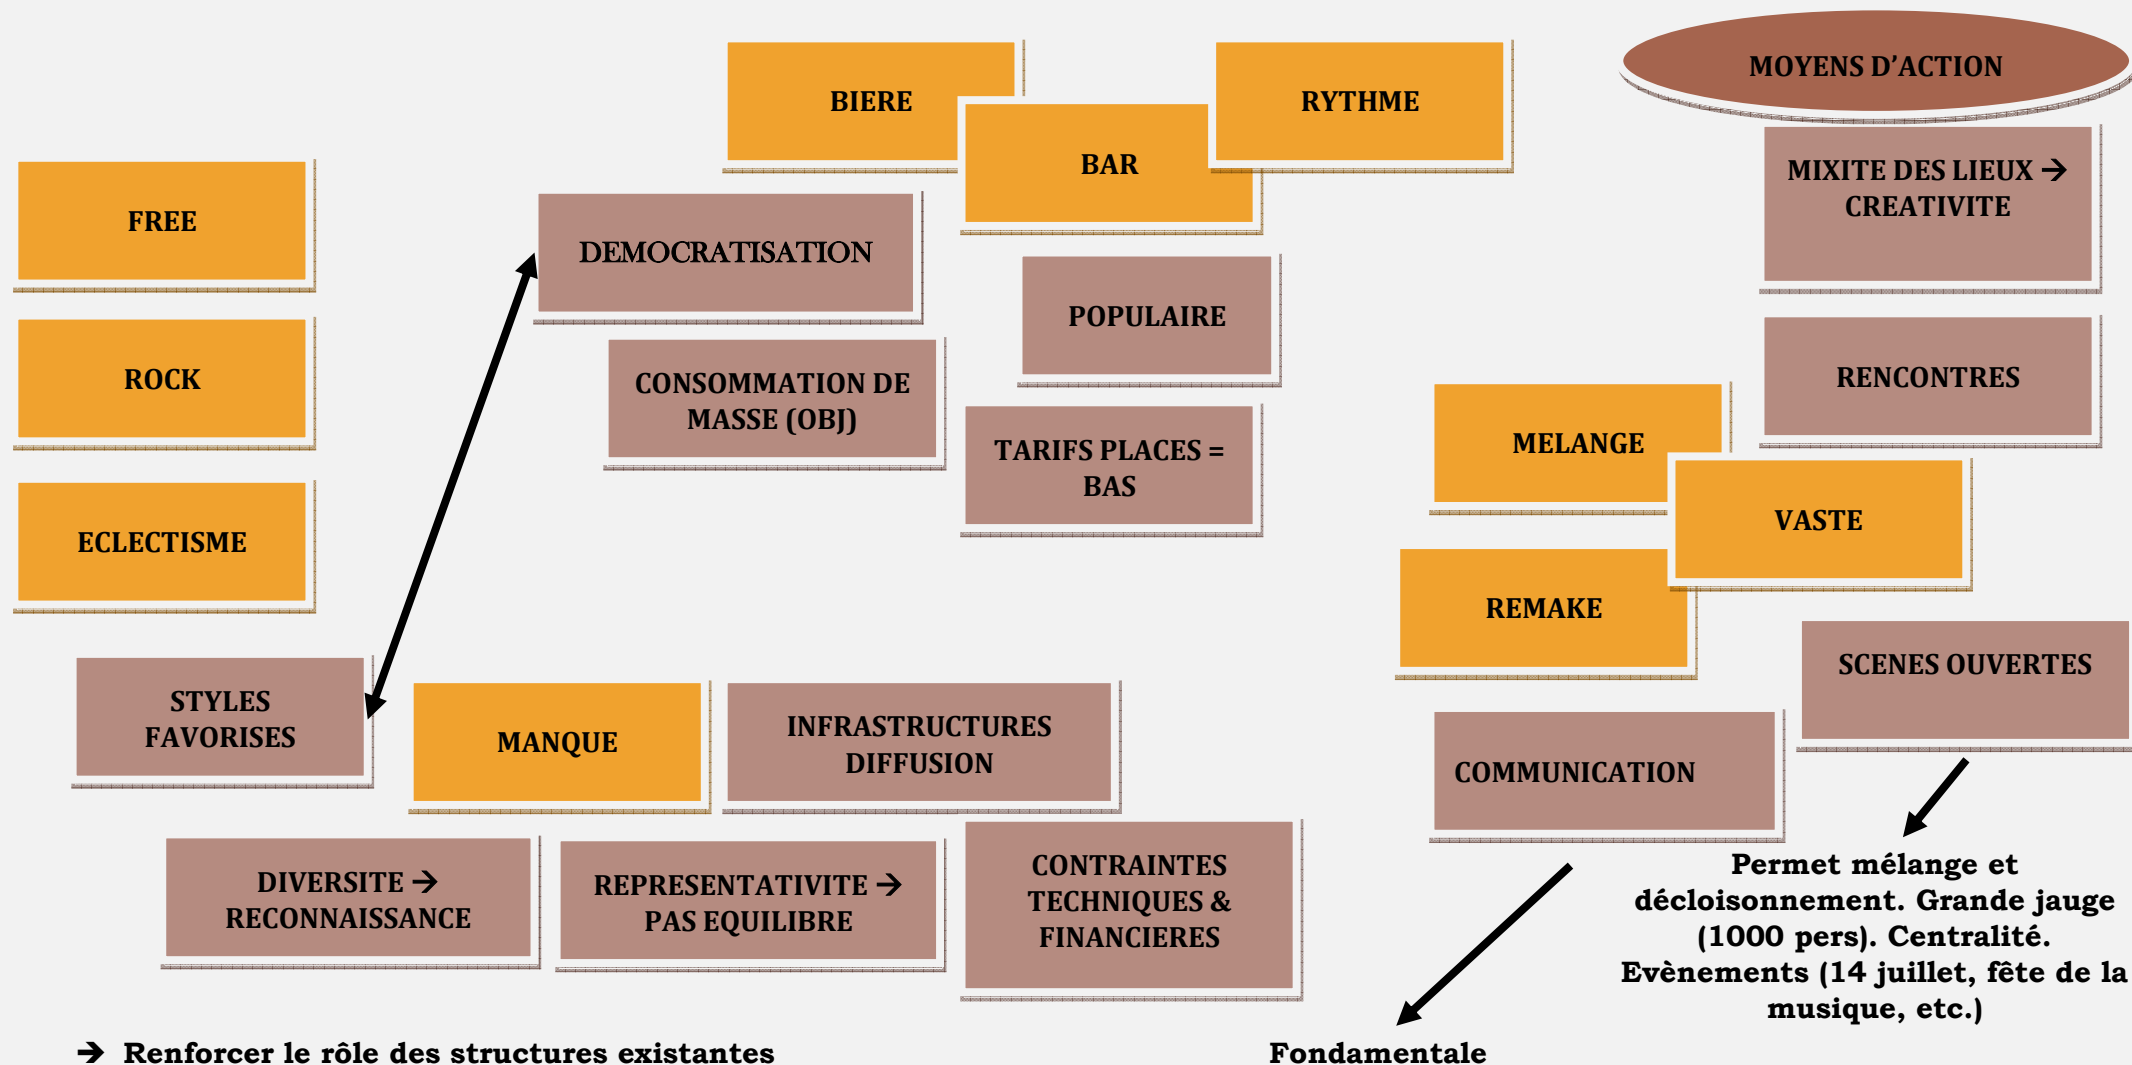 BIERE
RYTHME
BAR
MOYENS D’ACTION
MIXITE DES LIEUX →
CREATIVITE
FREE
DEMOCRATISATION
POPULAIRE
RENCONTRES
ROCK
CONSOMMATION DE
MASSE (OBJ)
TARIFS PLACES =
BAS
MELANGE
VASTE
ECLECTISME
REMAKE
SCENES OUVERTES
STYLES
FAVORISES
MANQUE
INFRASTRUCTURES
DIFFUSION
COMMUNICATION
DIVERSITE →
RECONNAISSANCE
REPRESENTATIVITE →
PAS EQUILIBRE
CONTRAINTES
TECHNIQUES &
FINANCIERES
Permet mélange et
décloisonnement. Grande jauge
(1000 pers). Centralité.
Evènements (14 juillet, fête de la
musique, etc.)
→ Renforcer le rôle des structures existantes
Fondamentale